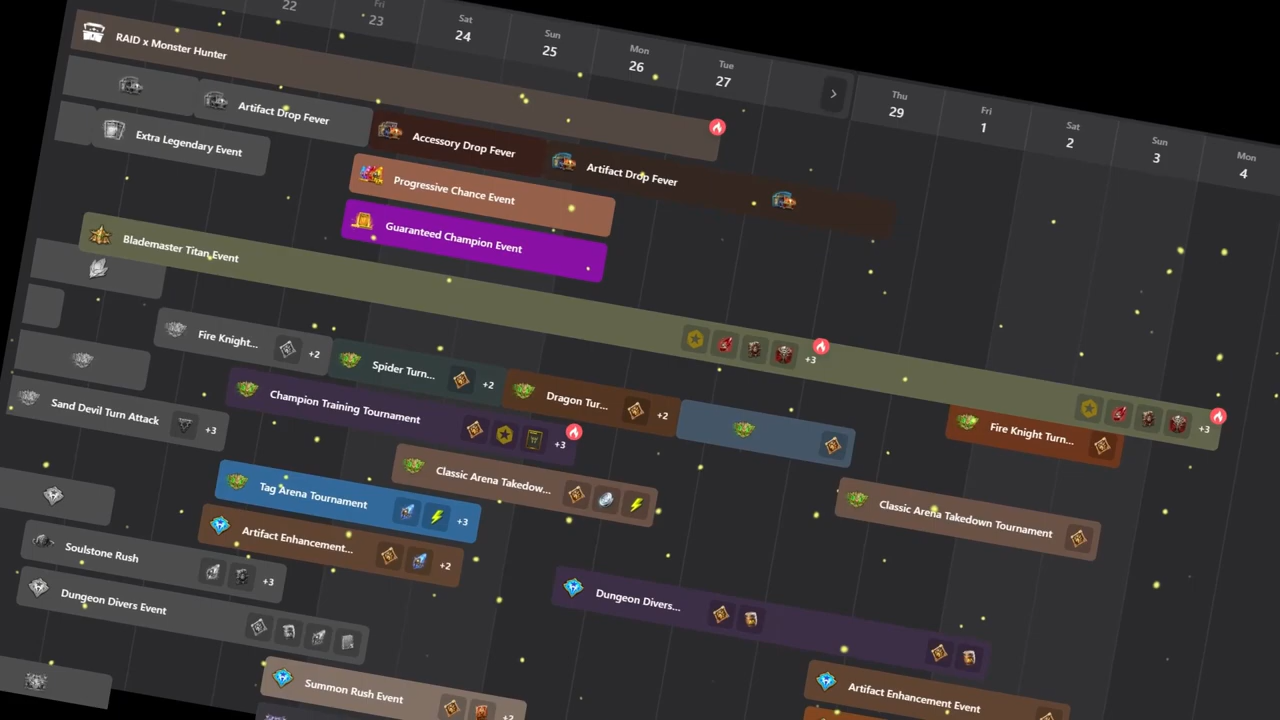 22
Fri
23
Sat
24
Sun
25
Mon
26
Tue
27
Thu
29
Fri
1
Sat
2
Sun
3
Mon
4
RAID x Monster Hunter
Artifact Drop Fever
Accessory Drop Fever
Artifact Drop Fever
Extra Legendary Event
Progressive Chance Event
Guaranteed Champion Event
Blademaster Titan Event
+3
+3
Fire Knight...
+2
Spider Turn...
+2
Dragon Tur...
+2
Fire Knight Turn...
Champion Training Tournament
+3
Sand Devil Turn Attack
+3
Classic Arena Takedow...
Classic Arena Takedown Tournament
Tag Arena Tournament
+3
Artifact Enhancement...
+2
Soulstone Rush
+3
Dungeon Divers Event
Dungeon Divers...
Summon Rush Event
+2
Artifact Enhancement Event